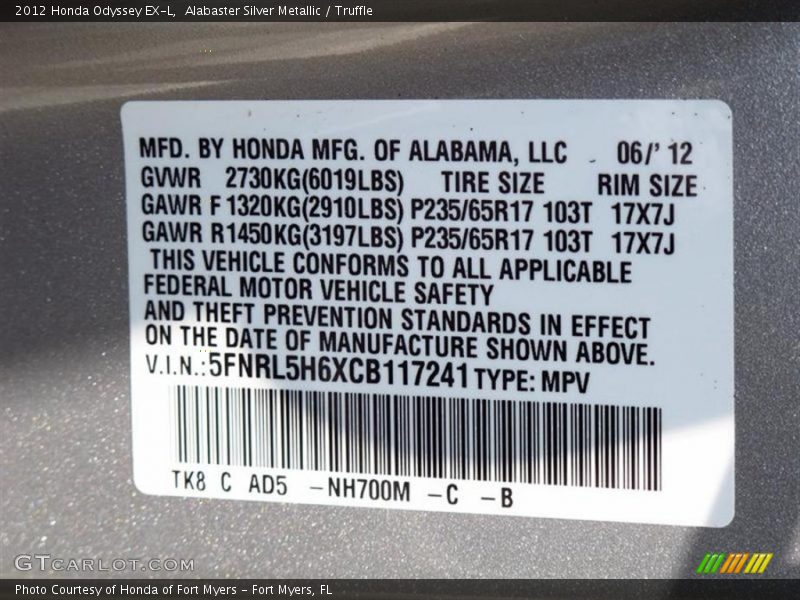 2012 Honda Odyssey EX-L,  Alabaster Silver Metallic / Truffle
MFD. BY HONDA MFG. OF ALABAMA, LLC 06/'12
GVWR 2730KG(6019LBS) TIRE SIZE RIM SIZE
GAWR F 1320KG(2910LBS) P235/65R17 103T 17X7J
GAWR R1450KG(3197LBS) P235/65R17 103T 17X7J
THIS VEHICLE CONFORMS TO ALL APPLICABLE
FEDERAL MOTOR VEHICLE SAFETY
AND THEFT PREVENTION STANDARDS IN EFFECT
ON THE DATE OF MANUFACTURE SHOWN ABOVE.
V.I.N.:5FNRL5H6XCB117241 TYPE: MPV
TK8 C AD5 -NH700M -C -B
GTCARLOT.COM
Photo Courtesy of Honda of Fort Myers - Fort Myers, FL